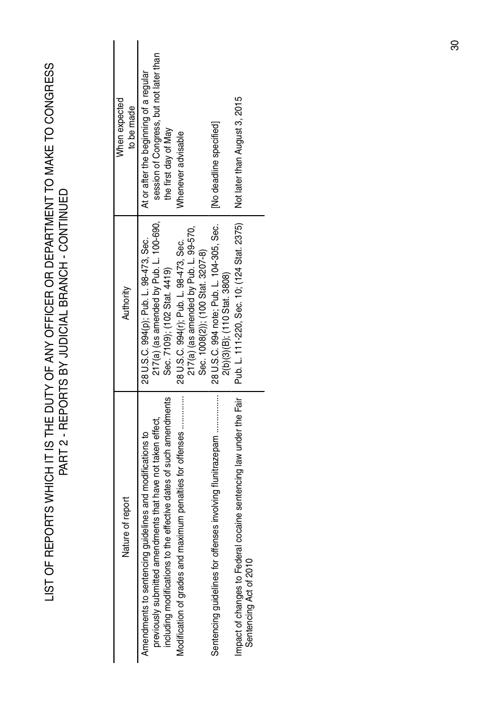 LIST OF REPORTS WHICH IT IS THE DUTY OF ANY OFFICER OR DEPARTMENT TO MAKE TO CONGRESS
PART 2 - REPORTS BY JUDICIAL BRANCH - CONTINUED
Nature of report Authority When expected
to be made
Amendments to sentencing guidelines and modifications to
previously submitted amendments that have not taken effect,
including modifications to the effective dates of such amendments
28 U.S.C. 994(p); Pub. L. 98-473, Sec.
217(a) (as amended by Pub. L. 100-690,
Sec. 7109); (102 Stat. 4419)
At or after the beginning of a regular
session of Congress, but not later than
the first day of May
Modification of grades and maximum penalties for offenses ..............
28 U.S.C. 994(r); Pub. L. 98-473, Sec.
217(a) (as amended by Pub. L. 99-570,
Sec. 1008(2)); (100 Stat. 3207-8)
Whenever advisable
Sentencing guidelines for offenses involving flunitrazepam ................
28 U.S.C. 994 note; Pub. L. 104-305, Sec.
2(b)(3)(B); (110 Stat. 3808)
[No deadline specified]
Impact of changes to Federal cocaine sentencing law under the Fair
Sentencing Act of 2010
Pub. L. 111-220, Sec. 10; (124 Stat. 2375)
Not later than August 3, 2015
30